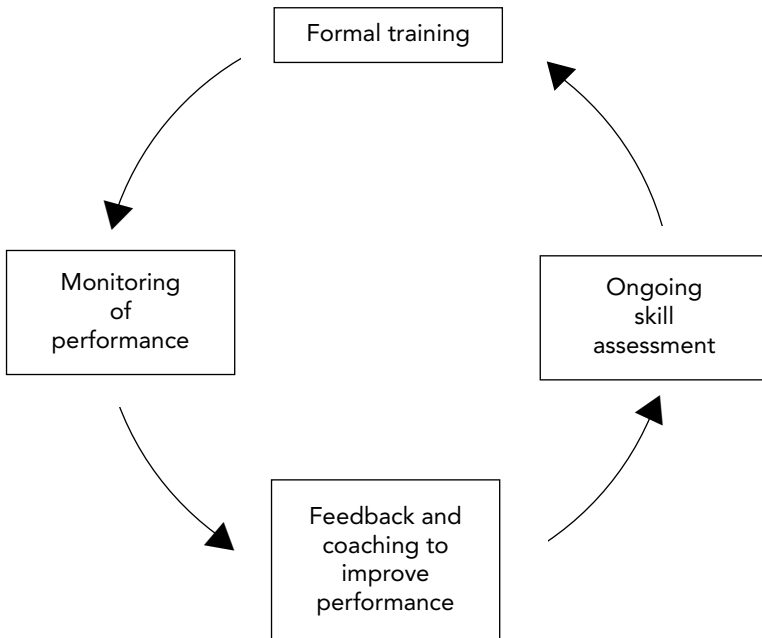 Formal training
Monitoring
of
performance
Ongoing
skill
assessment
Feedback and
coaching to
improve
performance